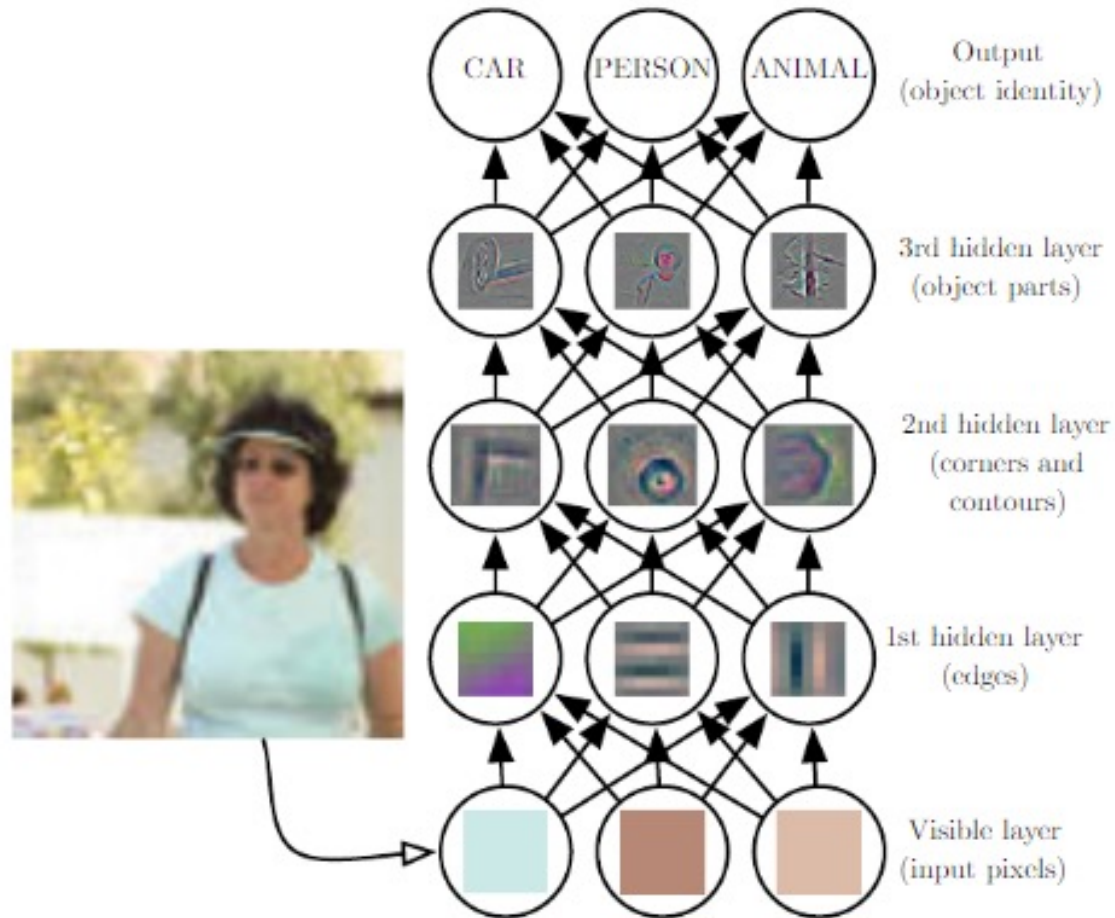 CAR PERSON ANIMAL
Output
(object identity)
3rd hidden layer
(object parts)
2nd hidden layer
(corners and
contours)
1st hidden layer
(edges)
Visible layer
(input pixels)